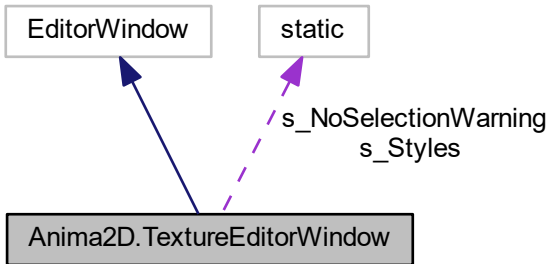 EditorWindow
static
s_NoSelectionWarning
s_Styles
Anima2D.TextureEditorWindow